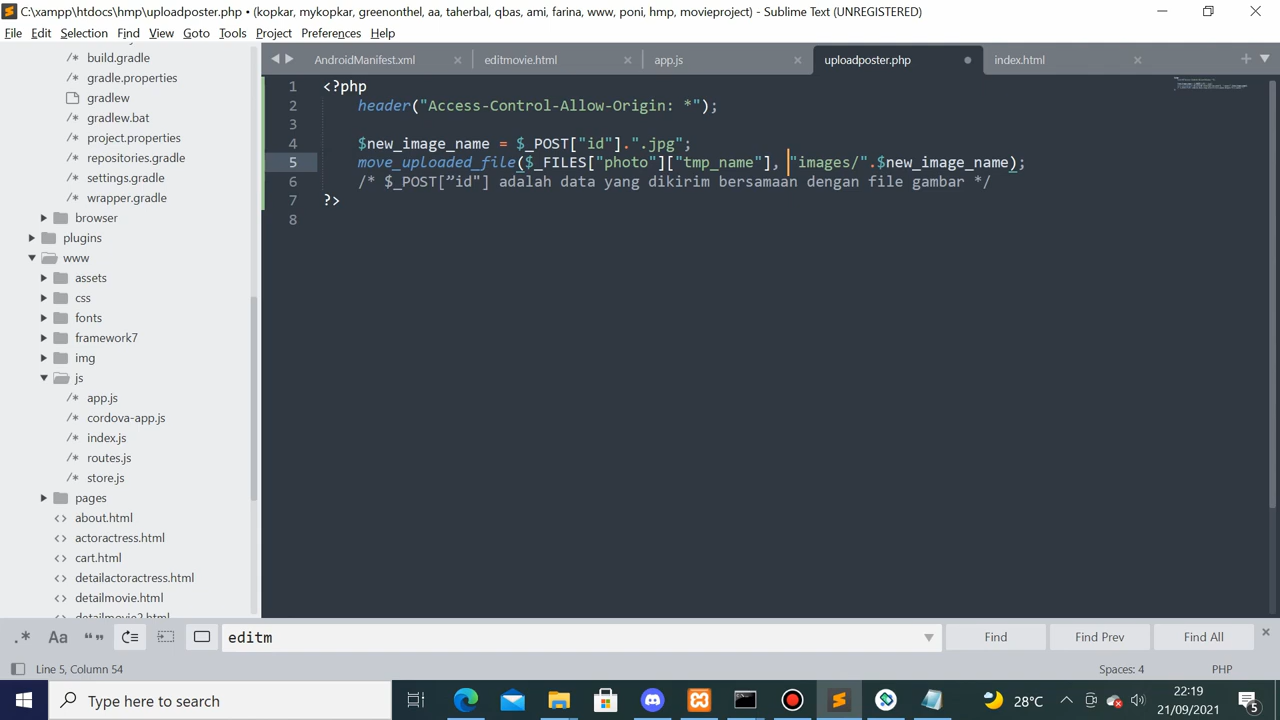 C:\xampp\htdocs\hmp\uploadposter.php • (kopkar, mykopkar, greenonthel, aa, taherbal, qbas, ami, farina, www, poni, hmp, movieproject) - Sublime Text (UNREGISTERED)
File Edit Selection Find View Goto Tools Project Preferences Help
AndroidManifest.xml editmovie.html app.js uploadposter.php index.html
build.gradle
gradle.properties
gradlew
gradlew.bat
project.properties
repositories.gradle
settings.gradle
wrapper.gradle
browser
plugins
www
assets
css
fonts
framework7
img
js
app.js
cordova-app.js
index.js
routes.js
store.js
pages
about.html
actoractress.html
cart.html
detailactoractress.html
detailmovie.html
detailmovie2.html
1 <?php
2 header("Access-Control-Allow-Origin: *");
3
4 $new_image_name = $_POST["id"].".jpg";
5 move_uploaded_file($_FILES["photo"]["tmp_name"], "images/".$new_image_name);
6 /* $_POST[”id"] adalah data yang dikirim bersamaan dengan file gambar */
7 ?>
8
.* Aa “” editm Find Find Prev Find All
Line 5, Column 54 Spaces: 4 PHP
Type here to search 28°C 22:19
21/09/2021 5